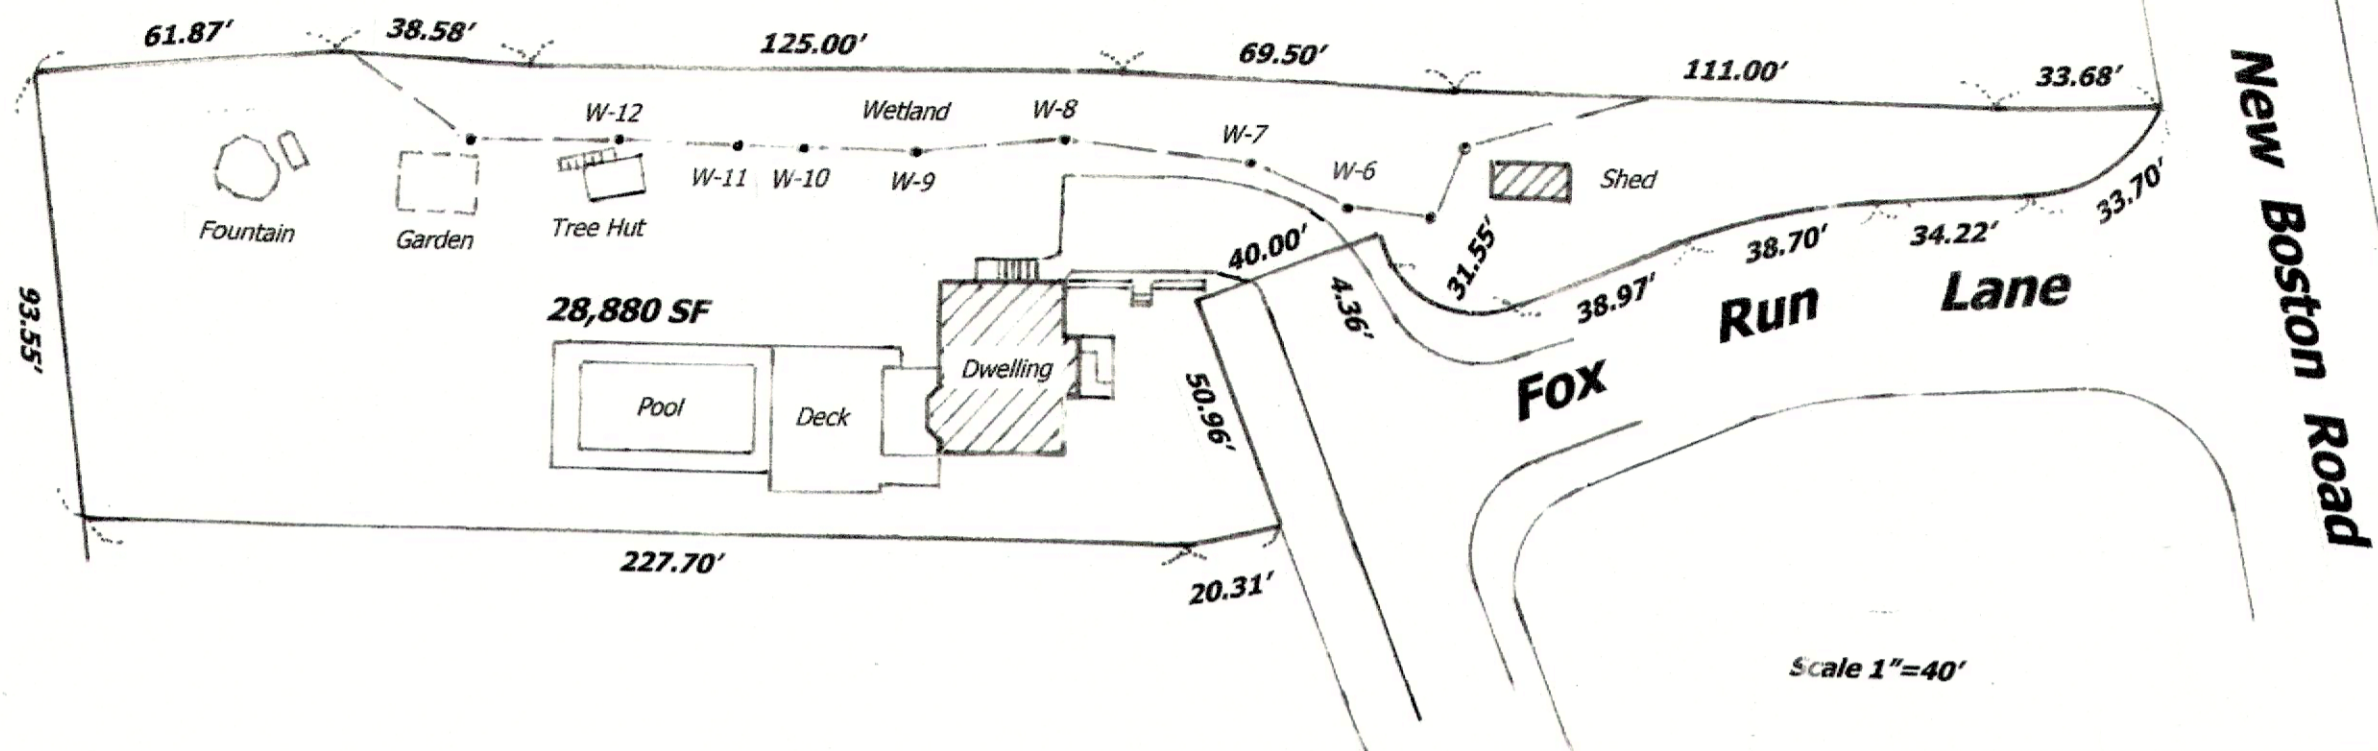 61.87'
38.58'
125.00'
69.50'
111.00'
33.68'
W-12
Wetland
W-8
W-7
W-6
W-11
W-10
W-9
Shed
Fountain
Garden
Tree Hut
33.70'
34.22'
38.70'
38.97'
31.55'
40.00'
4.36'
50.96'
93.55'
28,880 SF
Pool
Deck
Dwelling
Fox Run Lane
New Boston Road
227.70'
20.31'
Scale 1"=40'